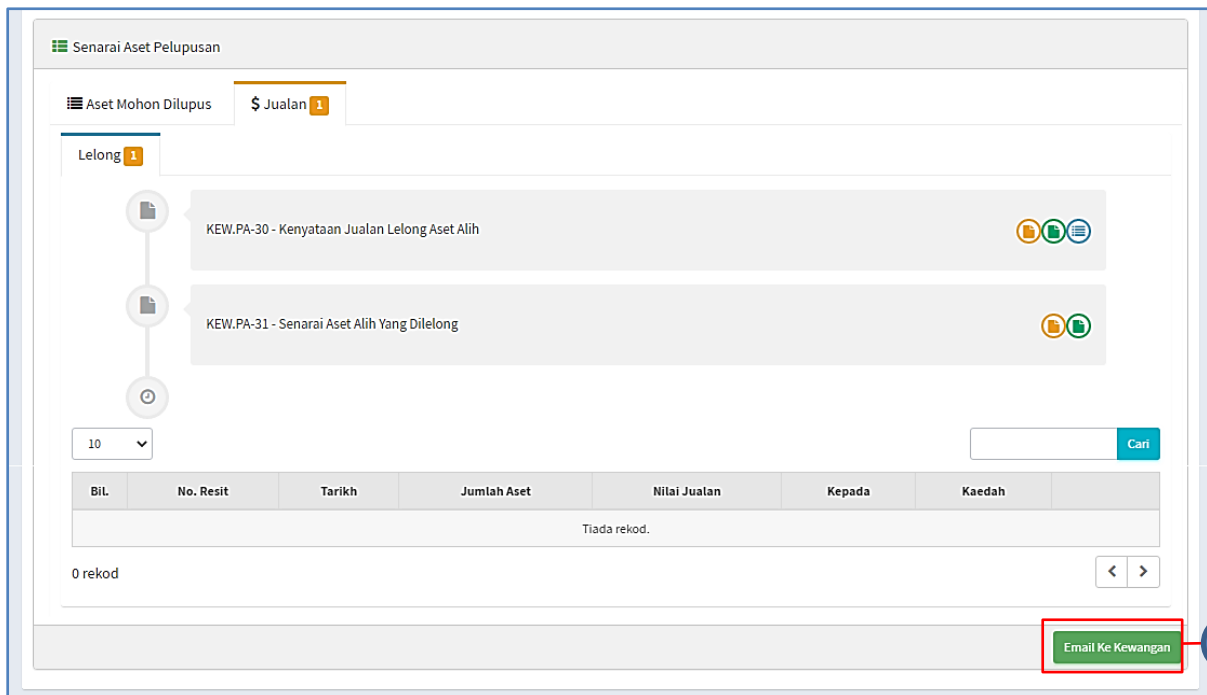 Senarai Aset Pelupusan
Aset Mohon Dilupus $ Jualan 1
Lelong 1
KEW.PA-30 - Kenyataan Jualan Lelong Aset Alih
KEW.PA-31 - Senarai Aset Alih Yang Dilelong
10 Cari
Bil. No. Resit Tarikh Jumlah Aset Nilai Jualan Kepada Kaedah
Tiada rekod.
0 rekod
Email Ke Kewangan